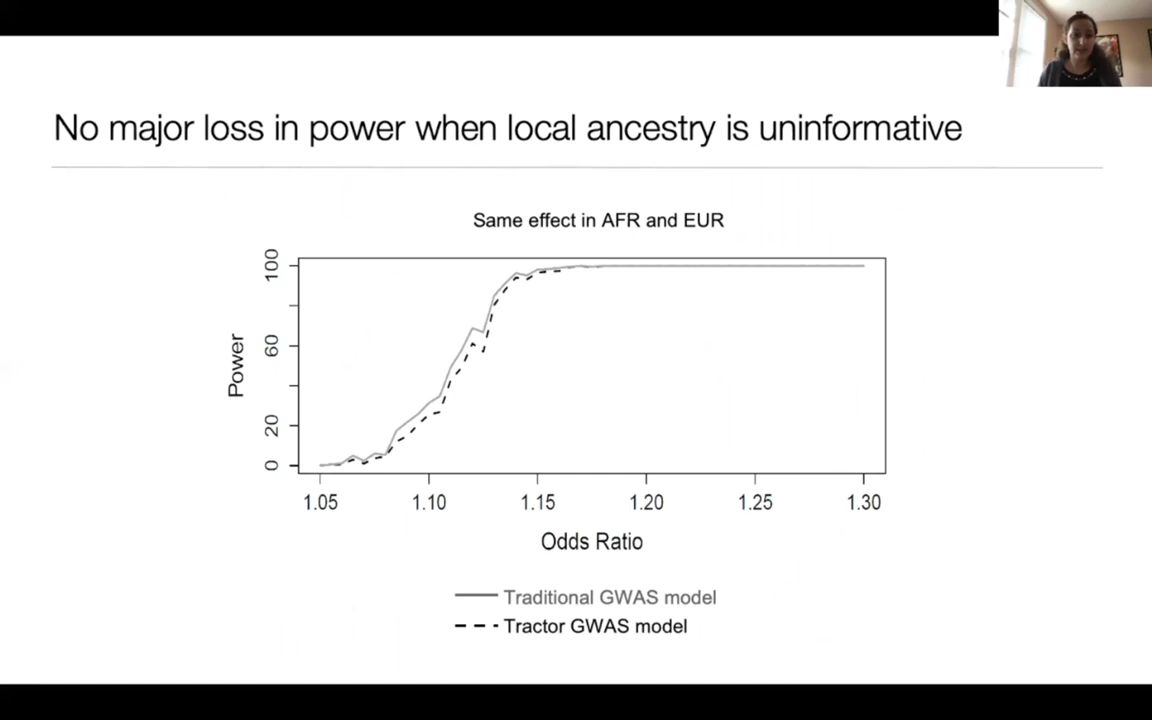 No major loss in power when local ancestry is uninformative
Same effect in AFR and EUR
Power
100
60
20
0
1.05 1.10 1.15 1.20 1.25 1.30
Odds Ratio
Traditional GWAS model
Tractor GWAS model